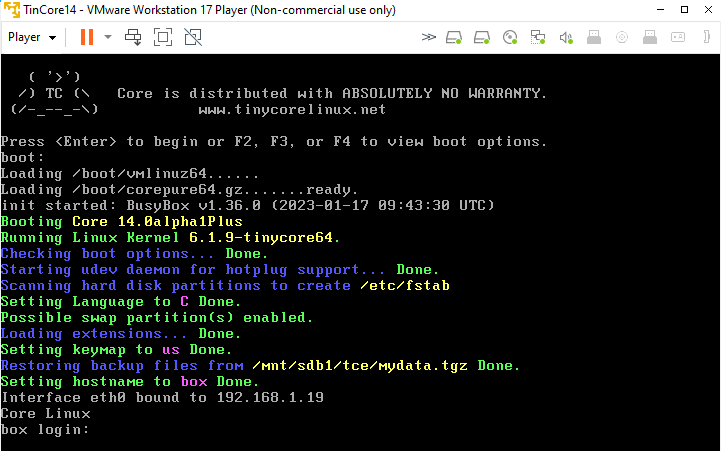 TinCore14 - VMware Workstation 17 Player (Non-commercial use only)
Player
( '>')
/) TC (\   Core is distributed with ABSOLUTELY NO WARRANTY.
(/-_--_-\)             www.tinycorelinux.net
Press <Enter> to begin or F2, F3, or F4 to view boot options.
boot:
Loading /boot/vmlinuz64......
Loading /boot/corepure64.gz.......ready.
init started: BusyBox v1.36.0 (2023-01-17 09:43:30 UTC)
Booting Core 14.0alpha1Plus
Running Linux Kernel 6.1.9-tinycore64.
Checking boot options... Done.
Starting udev daemon for hotplug support... Done.
Scanning hard disk partitions to create /etc/fstab
Setting Language to C Done.
Possible swap partition(s) enabled.
Loading extensions... Done.
Setting keymap to us Done.
Restoring backup files from /mnt/sdb1/tce/mydata.tgz Done.
Setting hostname to box Done.
Interface eth0 bound to 192.168.1.19
Core Linux
box login: